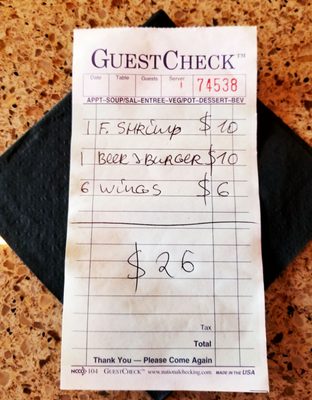 GUESTCHECK™
Date Table Guests Server 74538
APPT-SOUP/SAL-ENTREE-VEG/POT-DESSERT-BEV
1 F. SHRIMP $10
1 BEER & BURGER $10
6 WINGS $6
$26
Tax
Total
Thank You — Please Come Again
NCCO 104 GUESTCHECK™ www.nationalchecking.com MADE IN THE USA